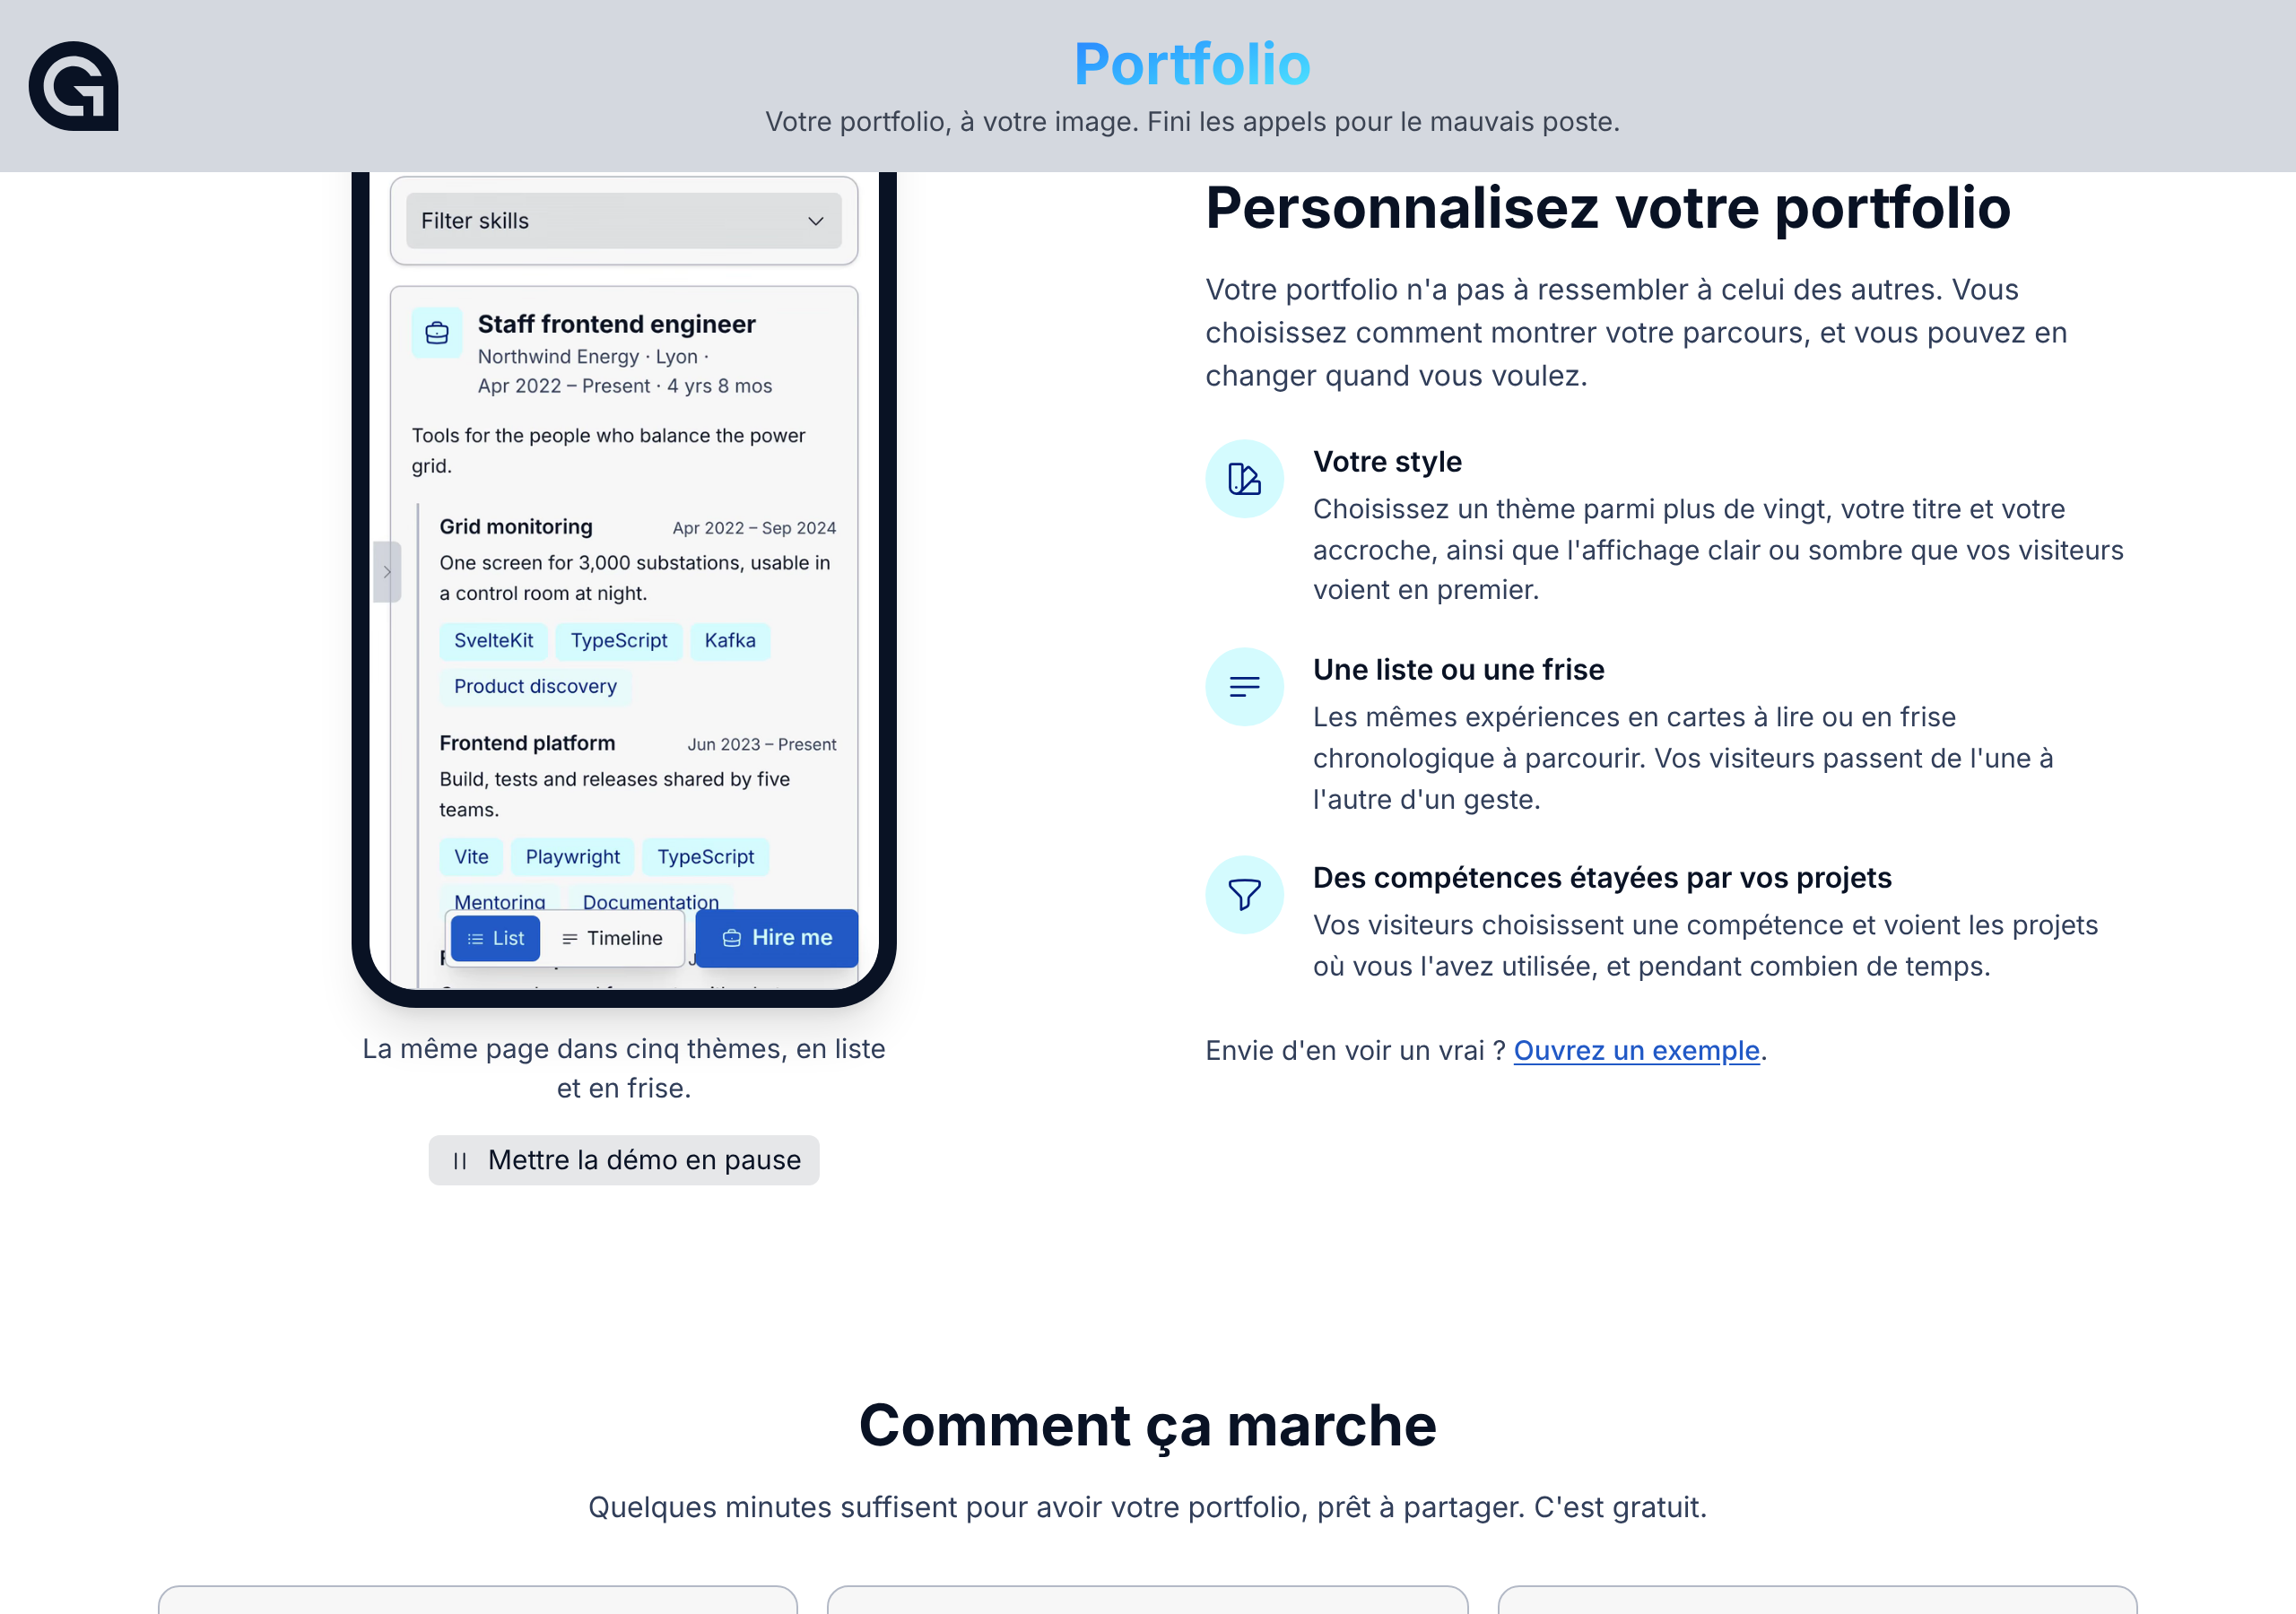 Portfolio
Votre portfolio, à votre image. Fini les appels pour le mauvais poste.
Filter skills
Staff frontend engineer
Northwind Energy · Lyon ·
Apr 2022 – Present · 4 yrs 8 mos
Tools for the people who balance the power
grid.
Grid monitoring
Apr 2022 – Sep 2024
One screen for 3,000 substations, usable in
a control room at night.
SvelteKit
TypeScript
Kafka
Product discovery
Frontend platform
Jun 2023 – Present
Build, tests and releases shared by five
teams.
Vite
Playwright
TypeScript
Mentoring
Documentation
List
Timeline
Hire me
La même page dans cinq thèmes, en liste
et en frise.
Mettre la démo en pause
Personnalisez votre portfolio
Votre portfolio n'a pas à ressembler à celui des autres. Vous
choisissez comment montrer votre parcours, et vous pouvez en
changer quand vous voulez.
Votre style
Choisissez un thème parmi plus de vingt, votre titre et votre
accroche, ainsi que l'affichage clair ou sombre que vos visiteurs
voient en premier.
Une liste ou une frise
Les mêmes expériences en cartes à lire ou en frise
chronologique à parcourir. Vos visiteurs passent de l'une à
l'autre d'un geste.
Des compétences étayées par vos projets
Vos visiteurs choisissent une compétence et voient les projets
où vous l'avez utilisée, et pendant combien de temps.
Envie d'en voir un vrai ? Ouvrez un exemple.
Comment ça marche
Quelques minutes suffisent pour avoir votre portfolio, prêt à partager. C'est gratuit.